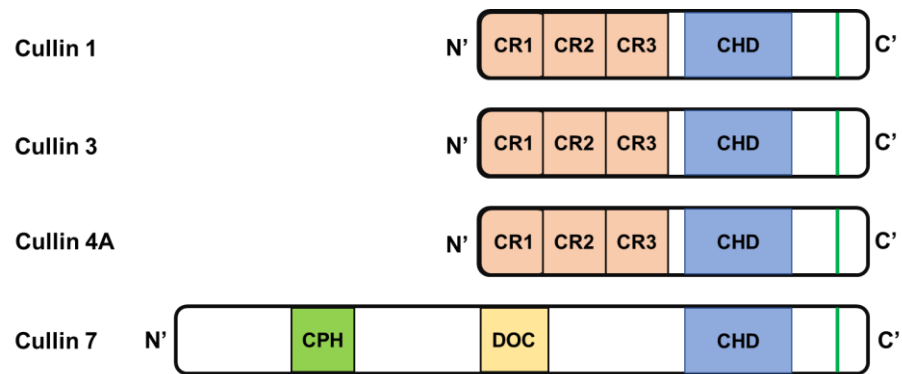 Cullin 1 N' CR1 CR2 CR3 CHD C'
Cullin 3 N' CR1 CR2 CR3 CHD C'
Cullin 4A N' CR1 CR2 CR3 CHD C'
Cullin 7 N' CPH DOC CHD C'